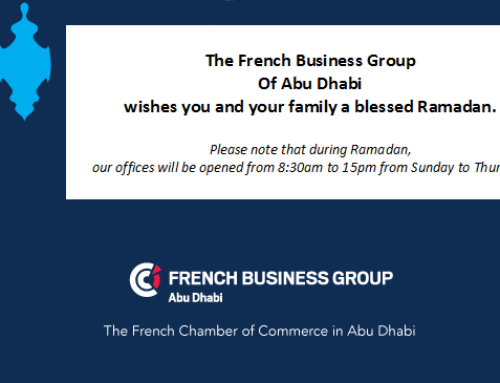 The French Business Group
Of Abu Dhabi
wishes you and your family a blessed Ramadan.
Please note that during Ramadan,
our offices will be opened from 8:30am to 15pm from Sunday to Thur
FRENCH BUSINESS GROUP
Abu Dhabi
The French Chamber of Commerce in Abu Dhabi